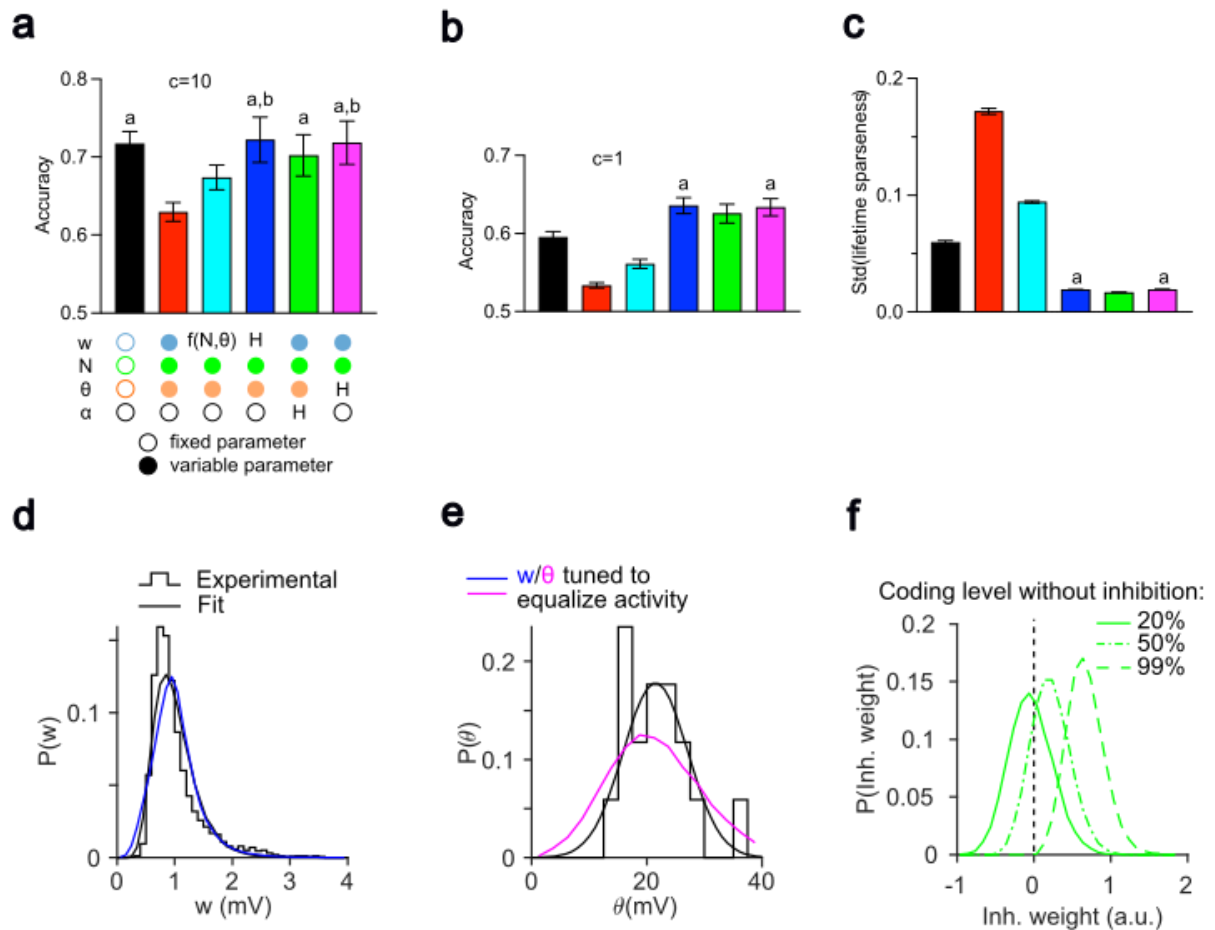 a
b
c
0.8
c=10
a
a,b
a
a,b
0.7
0.6
0.5
Accuracy
w f(N,θ) H
N
θ H
α H
fixed parameter
variable parameter
0.7
c=1
a
a
0.6
0.5
Accuracy
0.2
0.1
0.0
Std(lifetime sparseness)
a
a
d
e
f
Experimental
Fit
0.1
0
P(w)
0 1 2 3 4
w (mV)
w/θ tuned to
equalize activity
0.2
0.1
0
P(θ)
0 20 40
θ(mV)
Coding level without inhibition:
20%
50%
99%
0.2
0.15
0.1
0.05
0
P(Inh. weight)
-1 0 1 2
Inh. weight (a.u.)